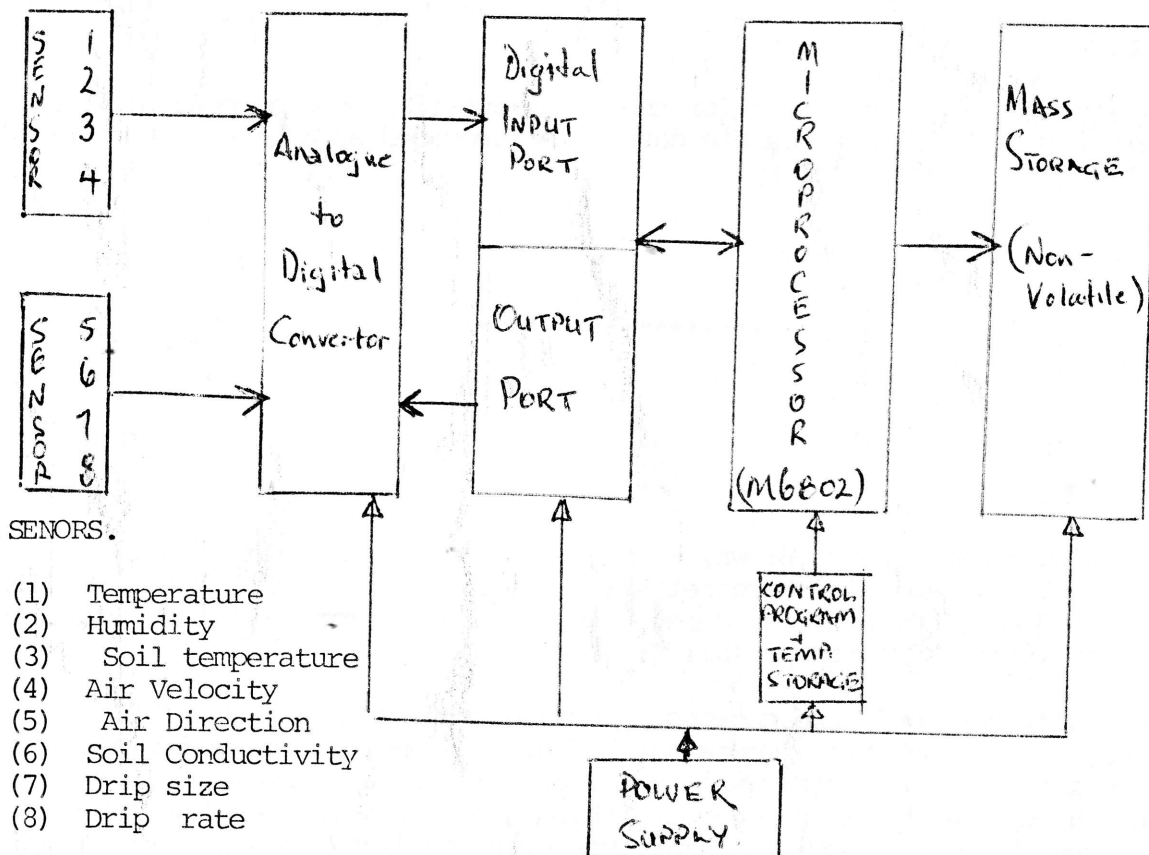 SENSOR 1 2 3 4
Analogue
to
Digital
Convertor
Digital
INPUT
PORT
OUTPUT
PORT
MICROPROCESSOR
(M6802)
MASS
STORAGE
(Non-
Volatile)
SENSOR 5 6 7 8
CONTROL
PROGRAM
+
TEMP.
STORAGE
POWER
SUPPLY
SENORS.
(1) Temperature
(2) Humidity
(3) Soil temperature
(4) Air Velocity
(5) Air Direction
(6) Soil Conductivity
(7) Drip size
(8) Drip rate